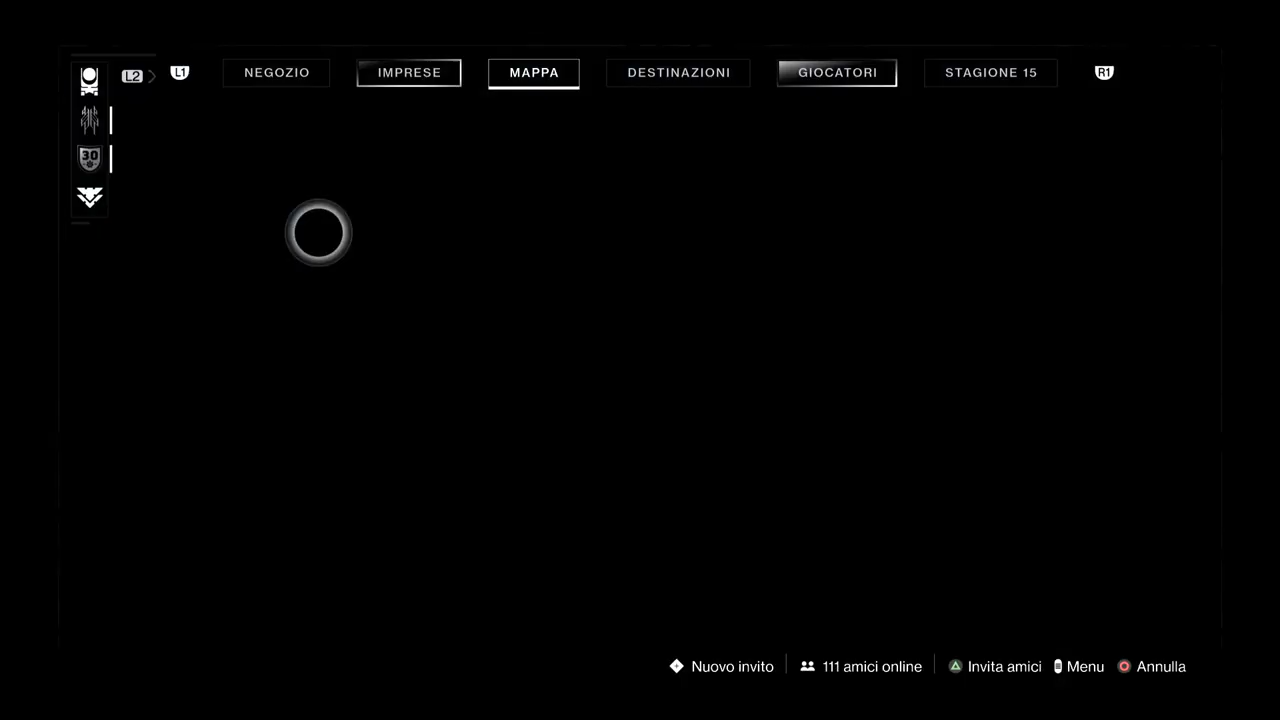 L2 L1 NEGOZIO IMPRESE MAPPA DESTINAZIONI GIOCATORI STAGIONE 15 R1
30
Nuovo invito 111 amici online Invita amici Menu Annulla